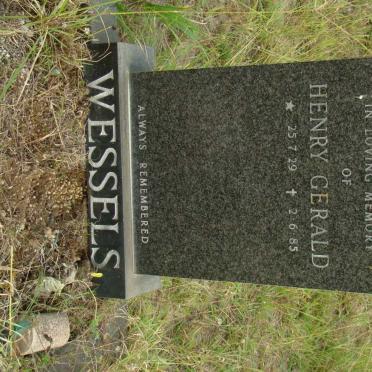 IN LOVING MEMORY
OF
HENRY GERALD
★ 25.7.29 ✝ 2.6.85
ALWAYS REMEMBERED
WESSELS